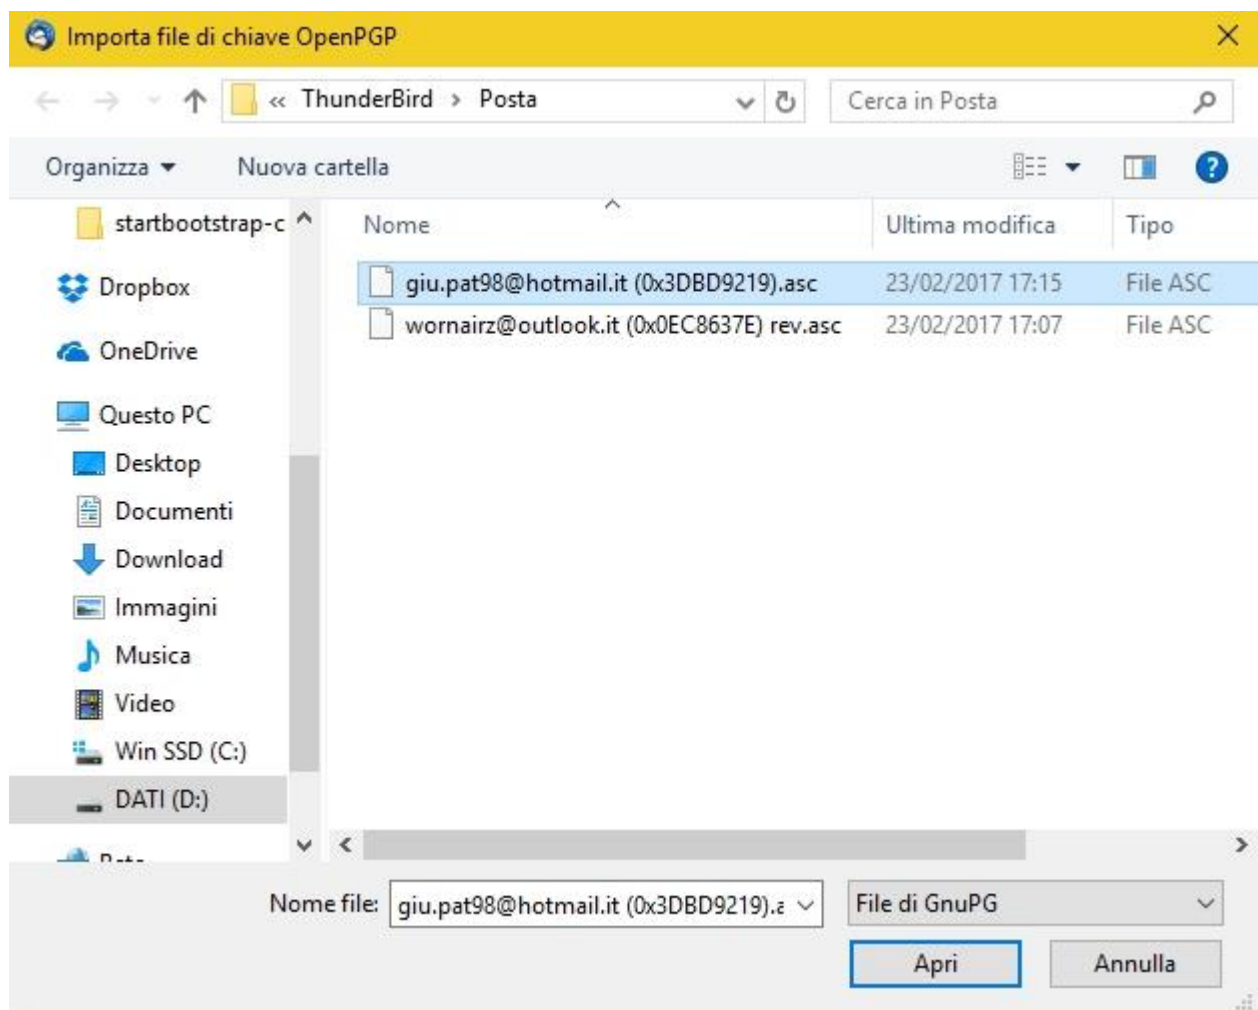 Importa file di chiave OpenPGP
« ThunderBird > Posta
Cerca in Posta
Organizza
Nuova cartella
?
startbootstrap-c
Dropbox
OneDrive
Questo PC
Desktop
Documenti
Download
Immagini
Musica
Video
Win SSD (C:)
DATI (D:)
Nome Ultima modifica Tipo
giu.pat98@hotmail.it (0x3DBD9219).asc 23/02/2017 17:15 File ASC
wornairz@outlook.it (0x0EC8637E) rev.asc 23/02/2017 17:07 File ASC
Nome file: giu.pat98@hotmail.it (0x3DBD9219).a
File di GnuPG
Apri
Annulla